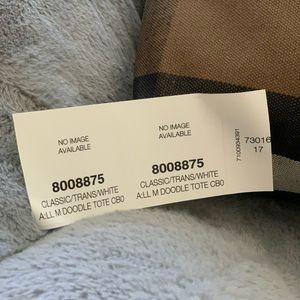 NO IMAGE
AVAILABLE
8008875
CLASSIC/TRANS/WHITE
A:LL M DOODLE TOTE CB0
NO IMAGE
AVAILABLE
8008875
CLASSIC/TRANS/WHITE
A:LL M DOODLE TOTE CB0
73016
17